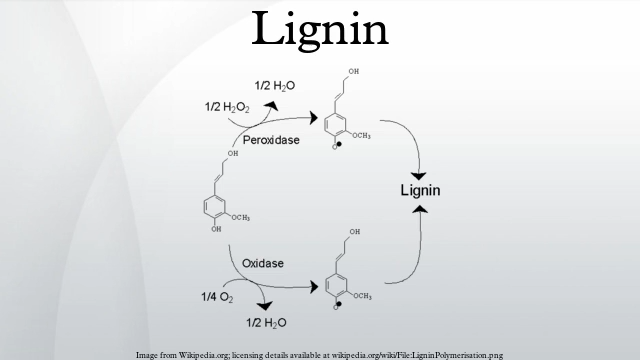 Lignin
1/2 H₂O
1/2 H₂O₂
Peroxidase
OH
OCH₃
O
OH
OCH₃
OH
Lignin
Oxidase
1/4 O₂
1/2 H₂O
OH
OCH₃
O
Image from Wikipedia.org; licensing details available at wikipedia.org/wiki/File:LigninPolymerisation.png